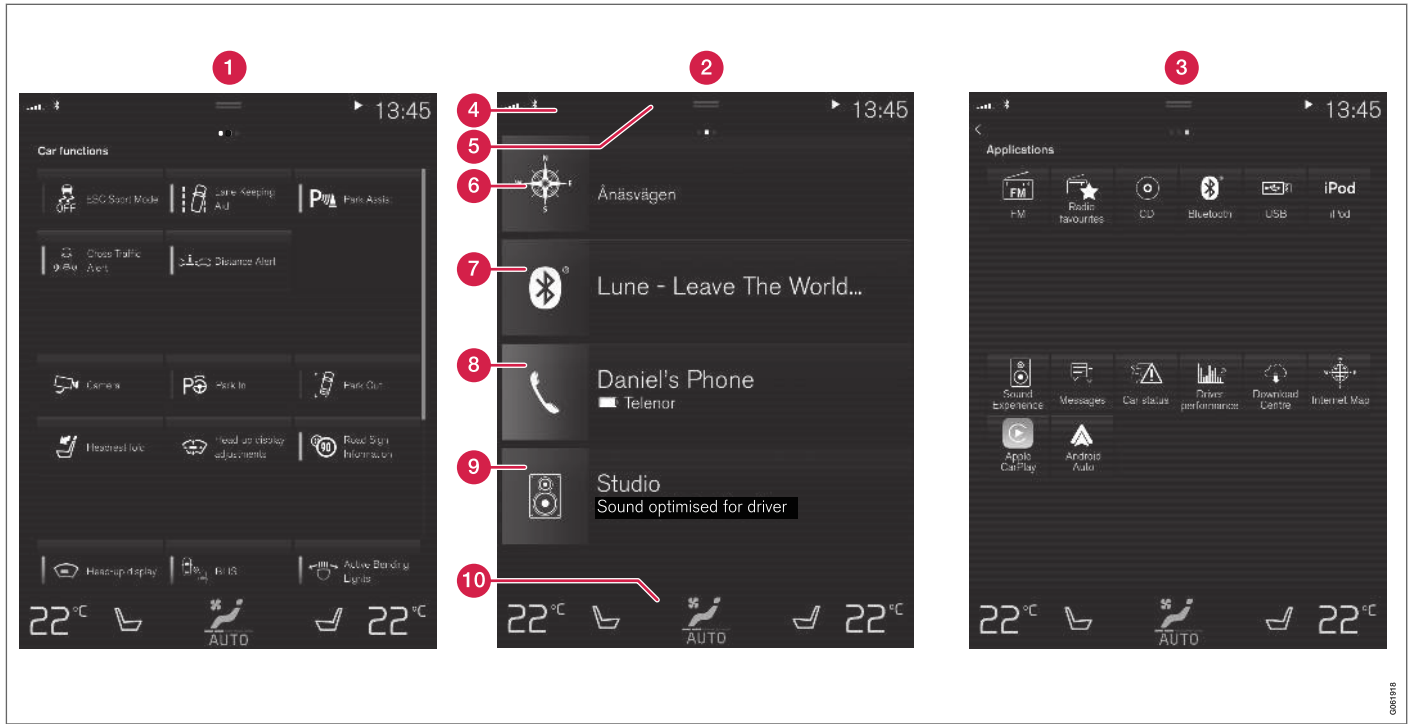 1
2
3
13:45
Car functions
ESC Sport Mode
OFF
Lane Keeping
Aid
Park Assist
Cross Traffic
Alert
Distance Alert
Camera
Park In
Park Out
Headrest fold
Head-up display
adjustments
90
Road Sign
Information
Head-up display
BLIS
Active Bending
Lights
22°C
AUTO
22°C
4
5
6
7
8
9
10
13:45
N
W
E
S
Ånäsvägen
Lune - Leave The World...
Daniel's Phone
Telenor
Studio
Sound optimised for driver
22°C
AUTO
22°C
13:45
Applications
FM
FM
Radio
favourites
CD
Bluetooth
USB
iPod
iPod
Sound
Experience
Messages
Car status
Driver
performance
Download
Centre
Internet Map
Apple
CarPlay
Android
Auto
22°C
AUTO
22°C
G061918